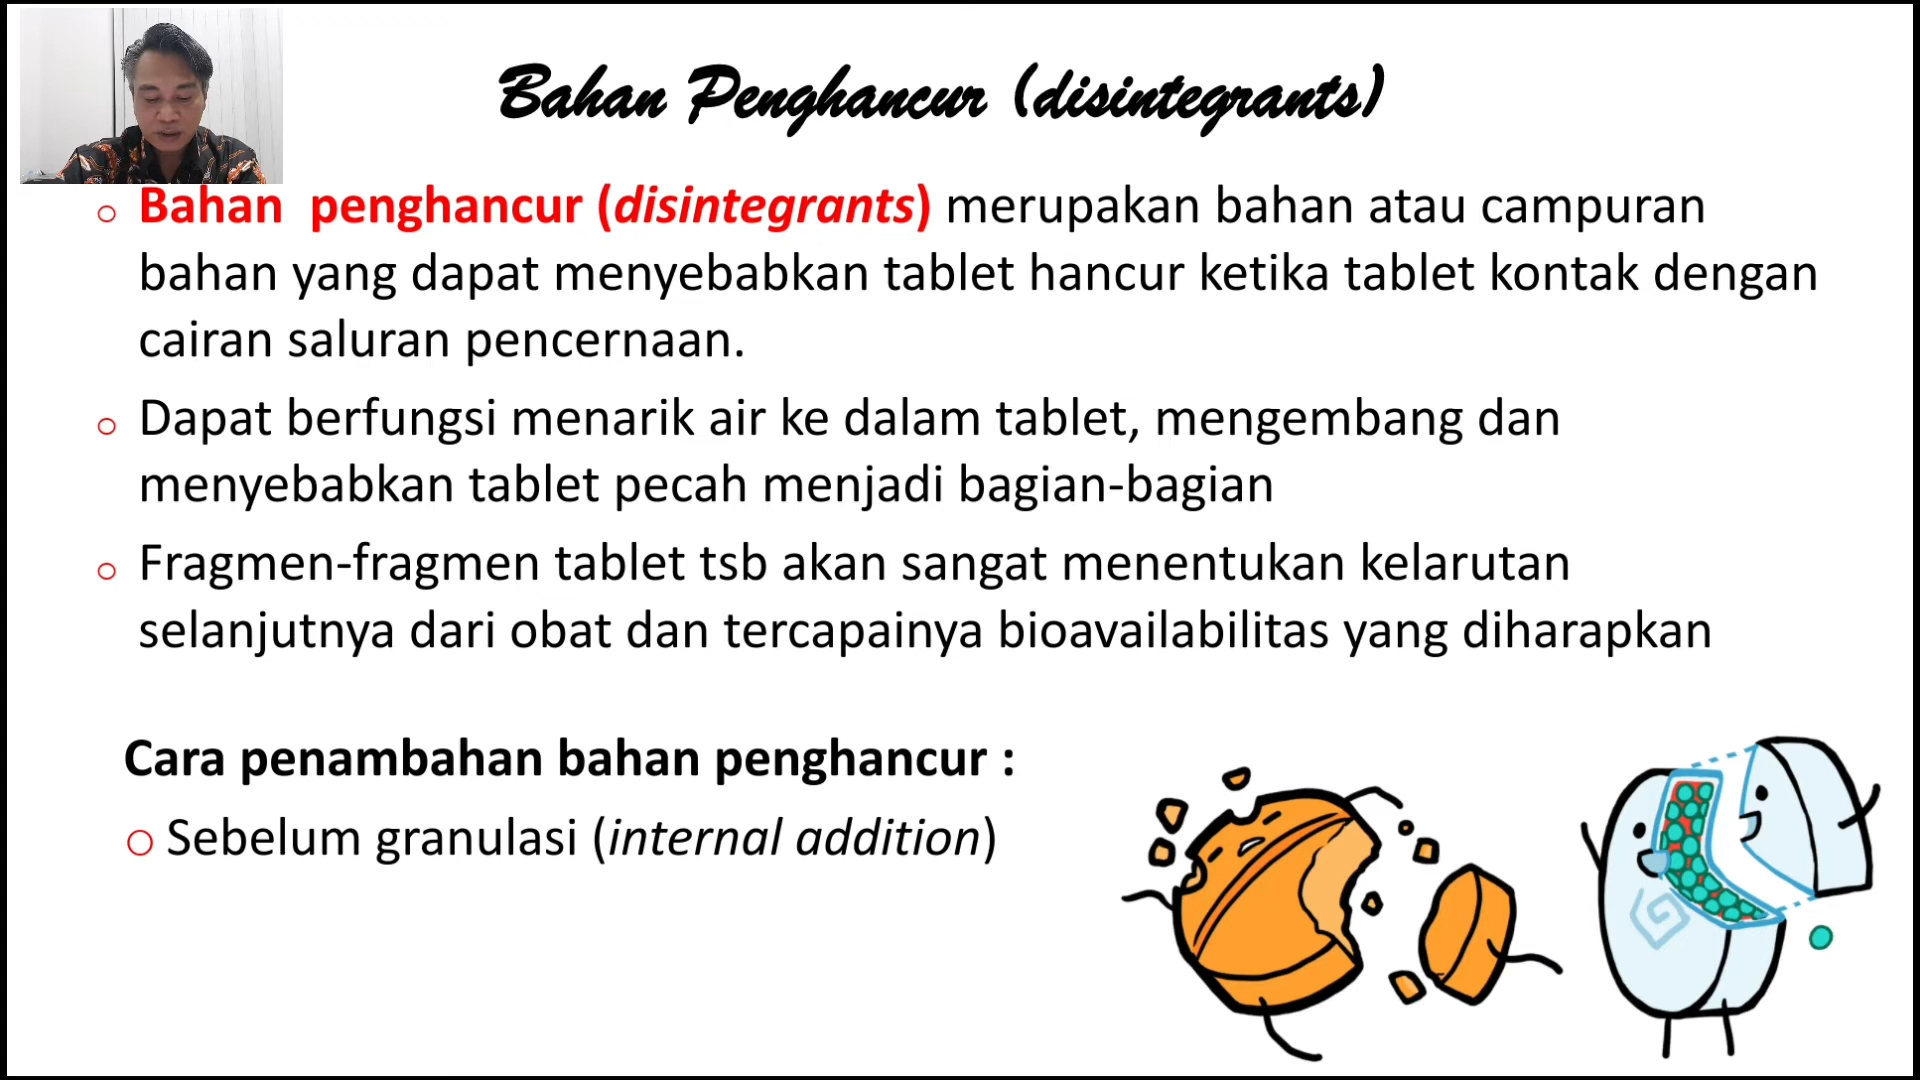 Bahan Penghancur (disintegrants)
Bahan penghancur (disintegrants) merupakan bahan atau campuran
bahan yang dapat menyebabkan tablet hancur ketika tablet kontak dengan
cairan saluran pencernaan.
Dapat berfungsi menarik air ke dalam tablet, mengembang dan
menyebabkan tablet pecah menjadi bagian-bagian
Fragmen-fragmen tablet tsb akan sangat menentukan kelarutan
selanjutnya dari obat dan tercapainya bioavailabilitas yang diharapkan
Cara penambahan bahan penghancur :
Sebelum granulasi (internal addition)